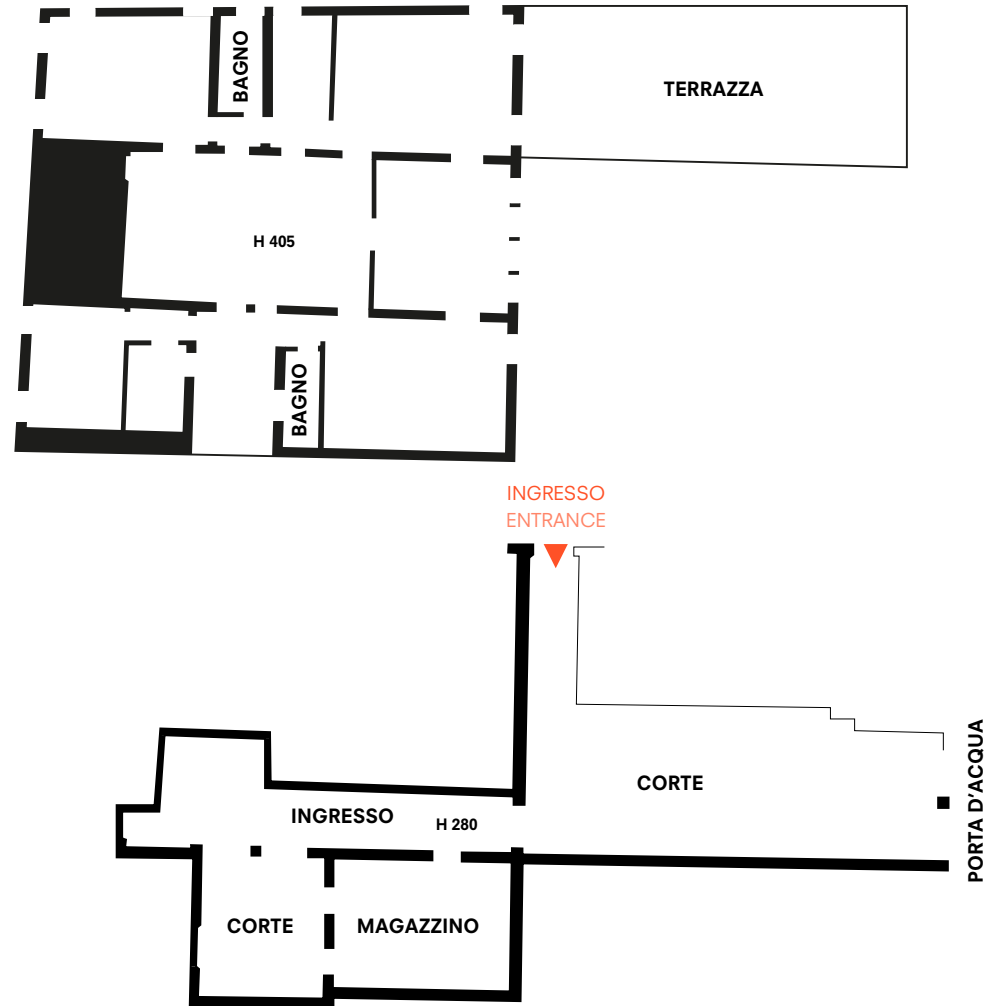 BAGNO
TERRAZZA
H 405
BAGNO
INGRESSO
ENTRANCE
CORTE
PORTA D'ACQUA
INGRESSO
H 280
CORTE
MAGAZZINO